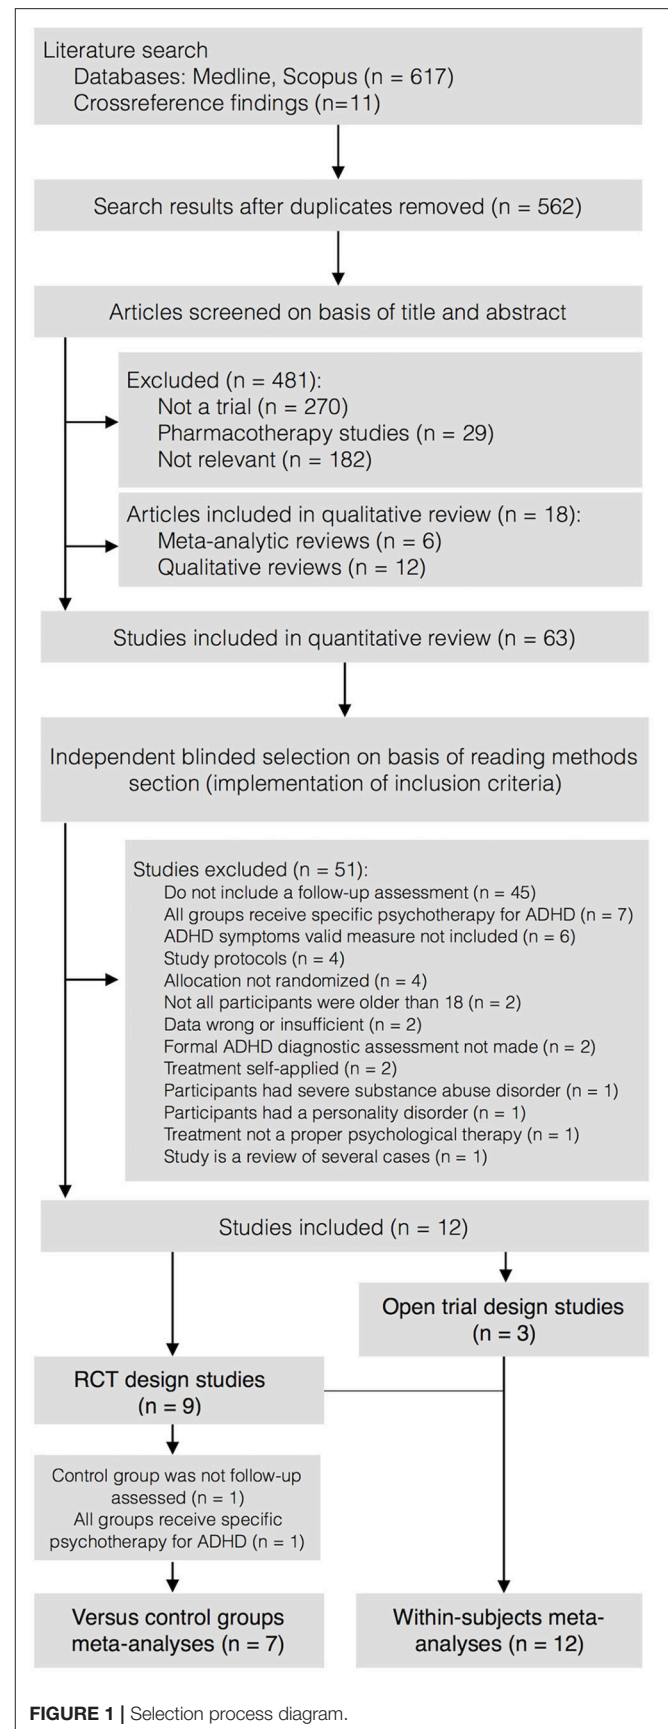 Literature search
Databases: Medline, Scopus (n = 617)
Crossreference findings (n=11)
Search results after duplicates removed (n = 562)
Articles screened on basis of title and abstract
Excluded (n = 481):
Not a trial (n = 270)
Pharmacotherapy studies (n = 29)
Not relevant (n = 182)
Articles included in qualitative review (n = 18):
Meta-analytic reviews (n = 6)
Qualitative reviews (n = 12)
Studies included in quantitative review (n = 63)
Independent blinded selection on basis of reading methods
section (implementation of inclusion criteria)
Studies excluded (n = 51):
Do not include a follow-up assessment (n = 45)
All groups receive specific psychotherapy for ADHD (n = 7)
ADHD symptoms valid measure not included (n = 6)
Study protocols (n = 4)
Allocation not randomized (n = 4)
Not all participants were older than 18 (n = 2)
Data wrong or insufficient (n = 2)
Formal ADHD diagnostic assessment not made (n = 2)
Treatment self-applied (n = 2)
Participants had severe substance abuse disorder (n = 1)
Participants had a personality disorder (n = 1)
Treatment not a proper psychological therapy (n = 1)
Study is a review of several cases (n = 1)
Studies included (n = 12)
Open trial design studies
(n = 3)
RCT design studies
(n = 9)
Control group was not follow-up
assessed (n = 1)
All groups receive specific
psychotherapy for ADHD (n = 1)
Versus control groups
meta-analyses (n = 7)
Within-subjects meta-
analyses (n = 12)
FIGURE 1 | Selection process diagram.